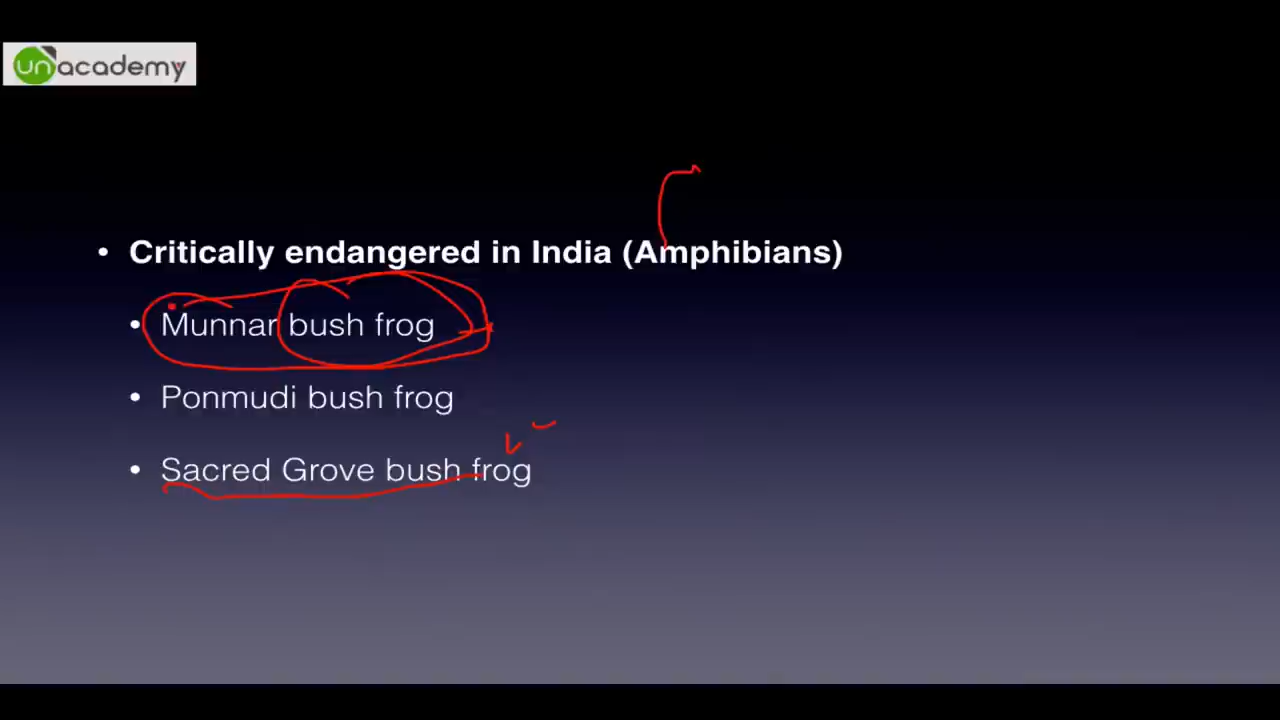 unacademy
• Critically endangered in India (Amphibians)
• Munnar bush frog
• Ponmudi bush frog
• Sacred Grove bush frog